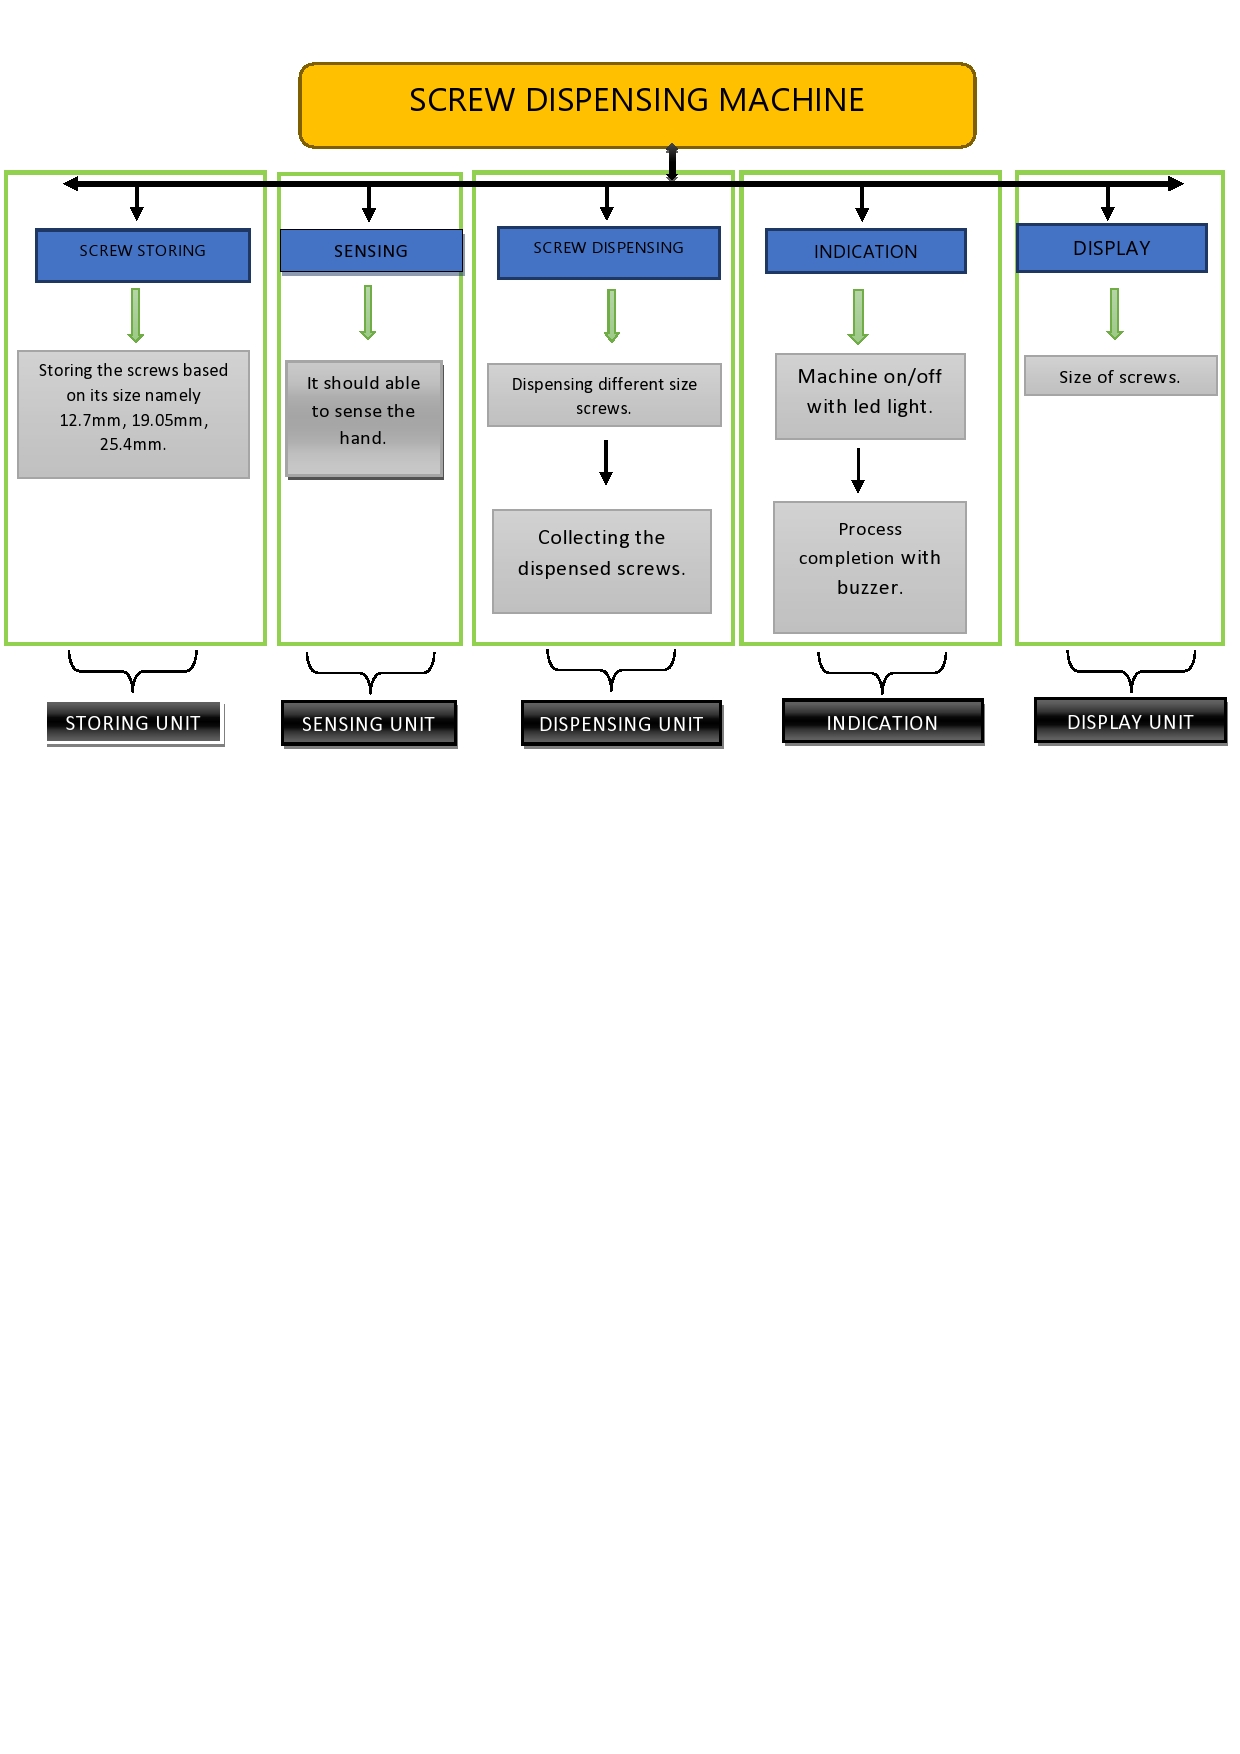 SCREW DISPENSING MACHINE
SCREW STORING
SENSING
SCREW DISPENSING
INDICATION
DISPLAY
Storing the screws based
on its size namely
12.7mm, 19.05mm,
25.4mm.
It should able
to sense the
hand.
Dispensing different size
screws.
Collecting the
dispensed screws.
Machine on/off
with led light.
Process
completion with
buzzer.
Size of screws.
STORING UNIT
SENSING UNIT
DISPENSING UNIT
INDICATION
DISPLAY UNIT